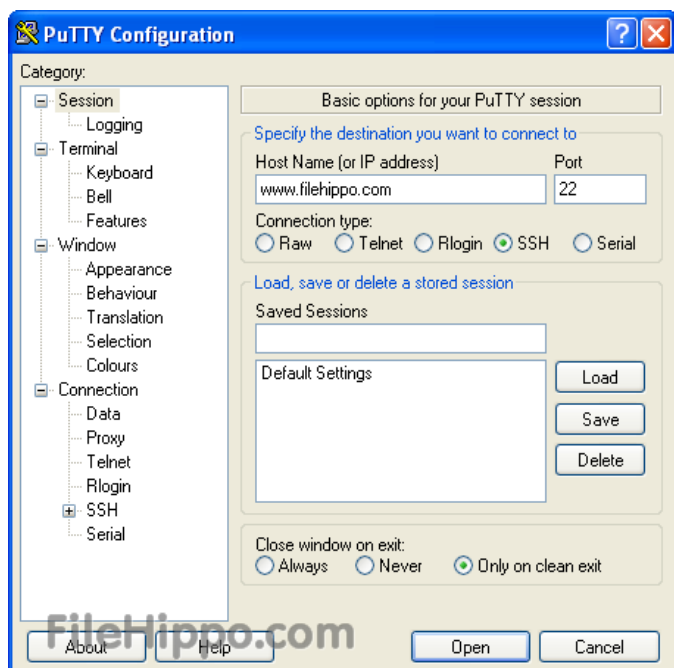 PuTTY Configuration
Category:
Session
Logging
Terminal
Keyboard
Bell
Features
Window
Appearance
Behaviour
Translation
Selection
Colours
Connection
Data
Proxy
Telnet
Rlogin
SSH
Serial
Basic options for your PuTTY session
Specify the destination you want to connect to
Host Name (or IP address) Port
www.filehippo.com 22
Connection type:
Raw Telnet Rlogin SSH Serial
Load, save or delete a stored session
Saved Sessions
Default Settings
Load
Save
Delete
Close window on exit:
Always Never Only on clean exit
FileHippo.com
About Help Open Cancel